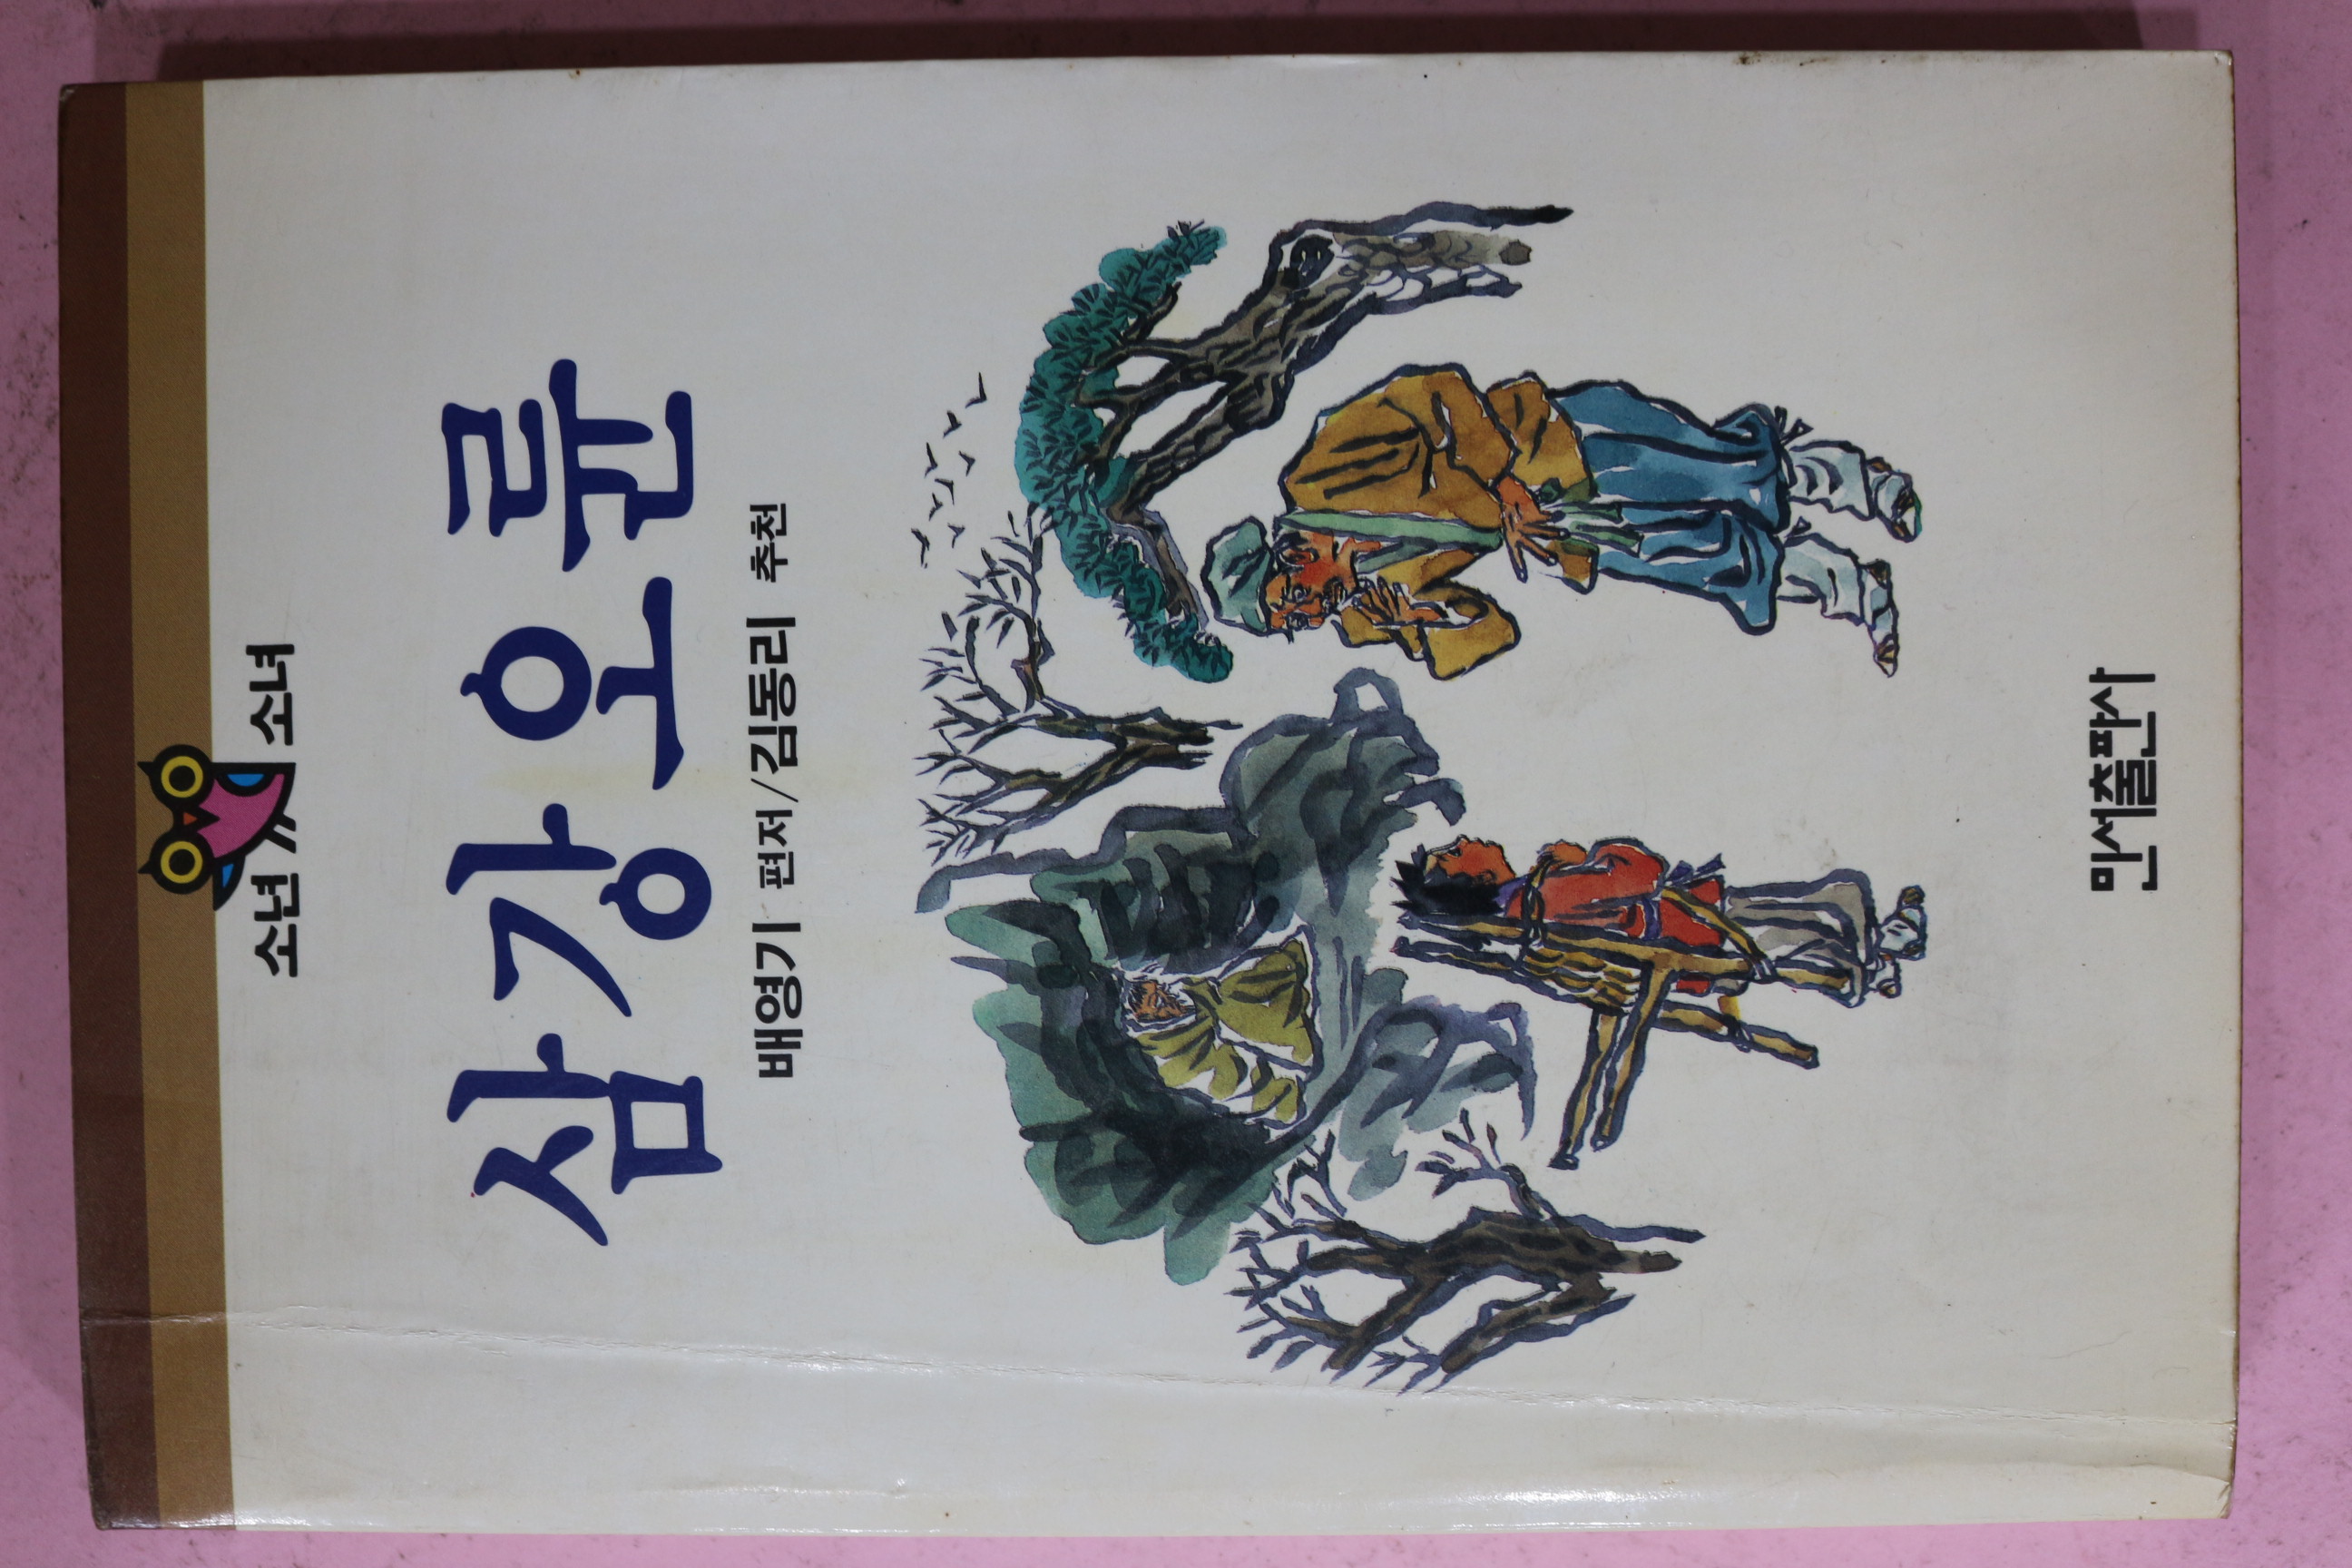 소년 소녀
삼강오륜
배영기 편저/김동리 추천
민서출판사